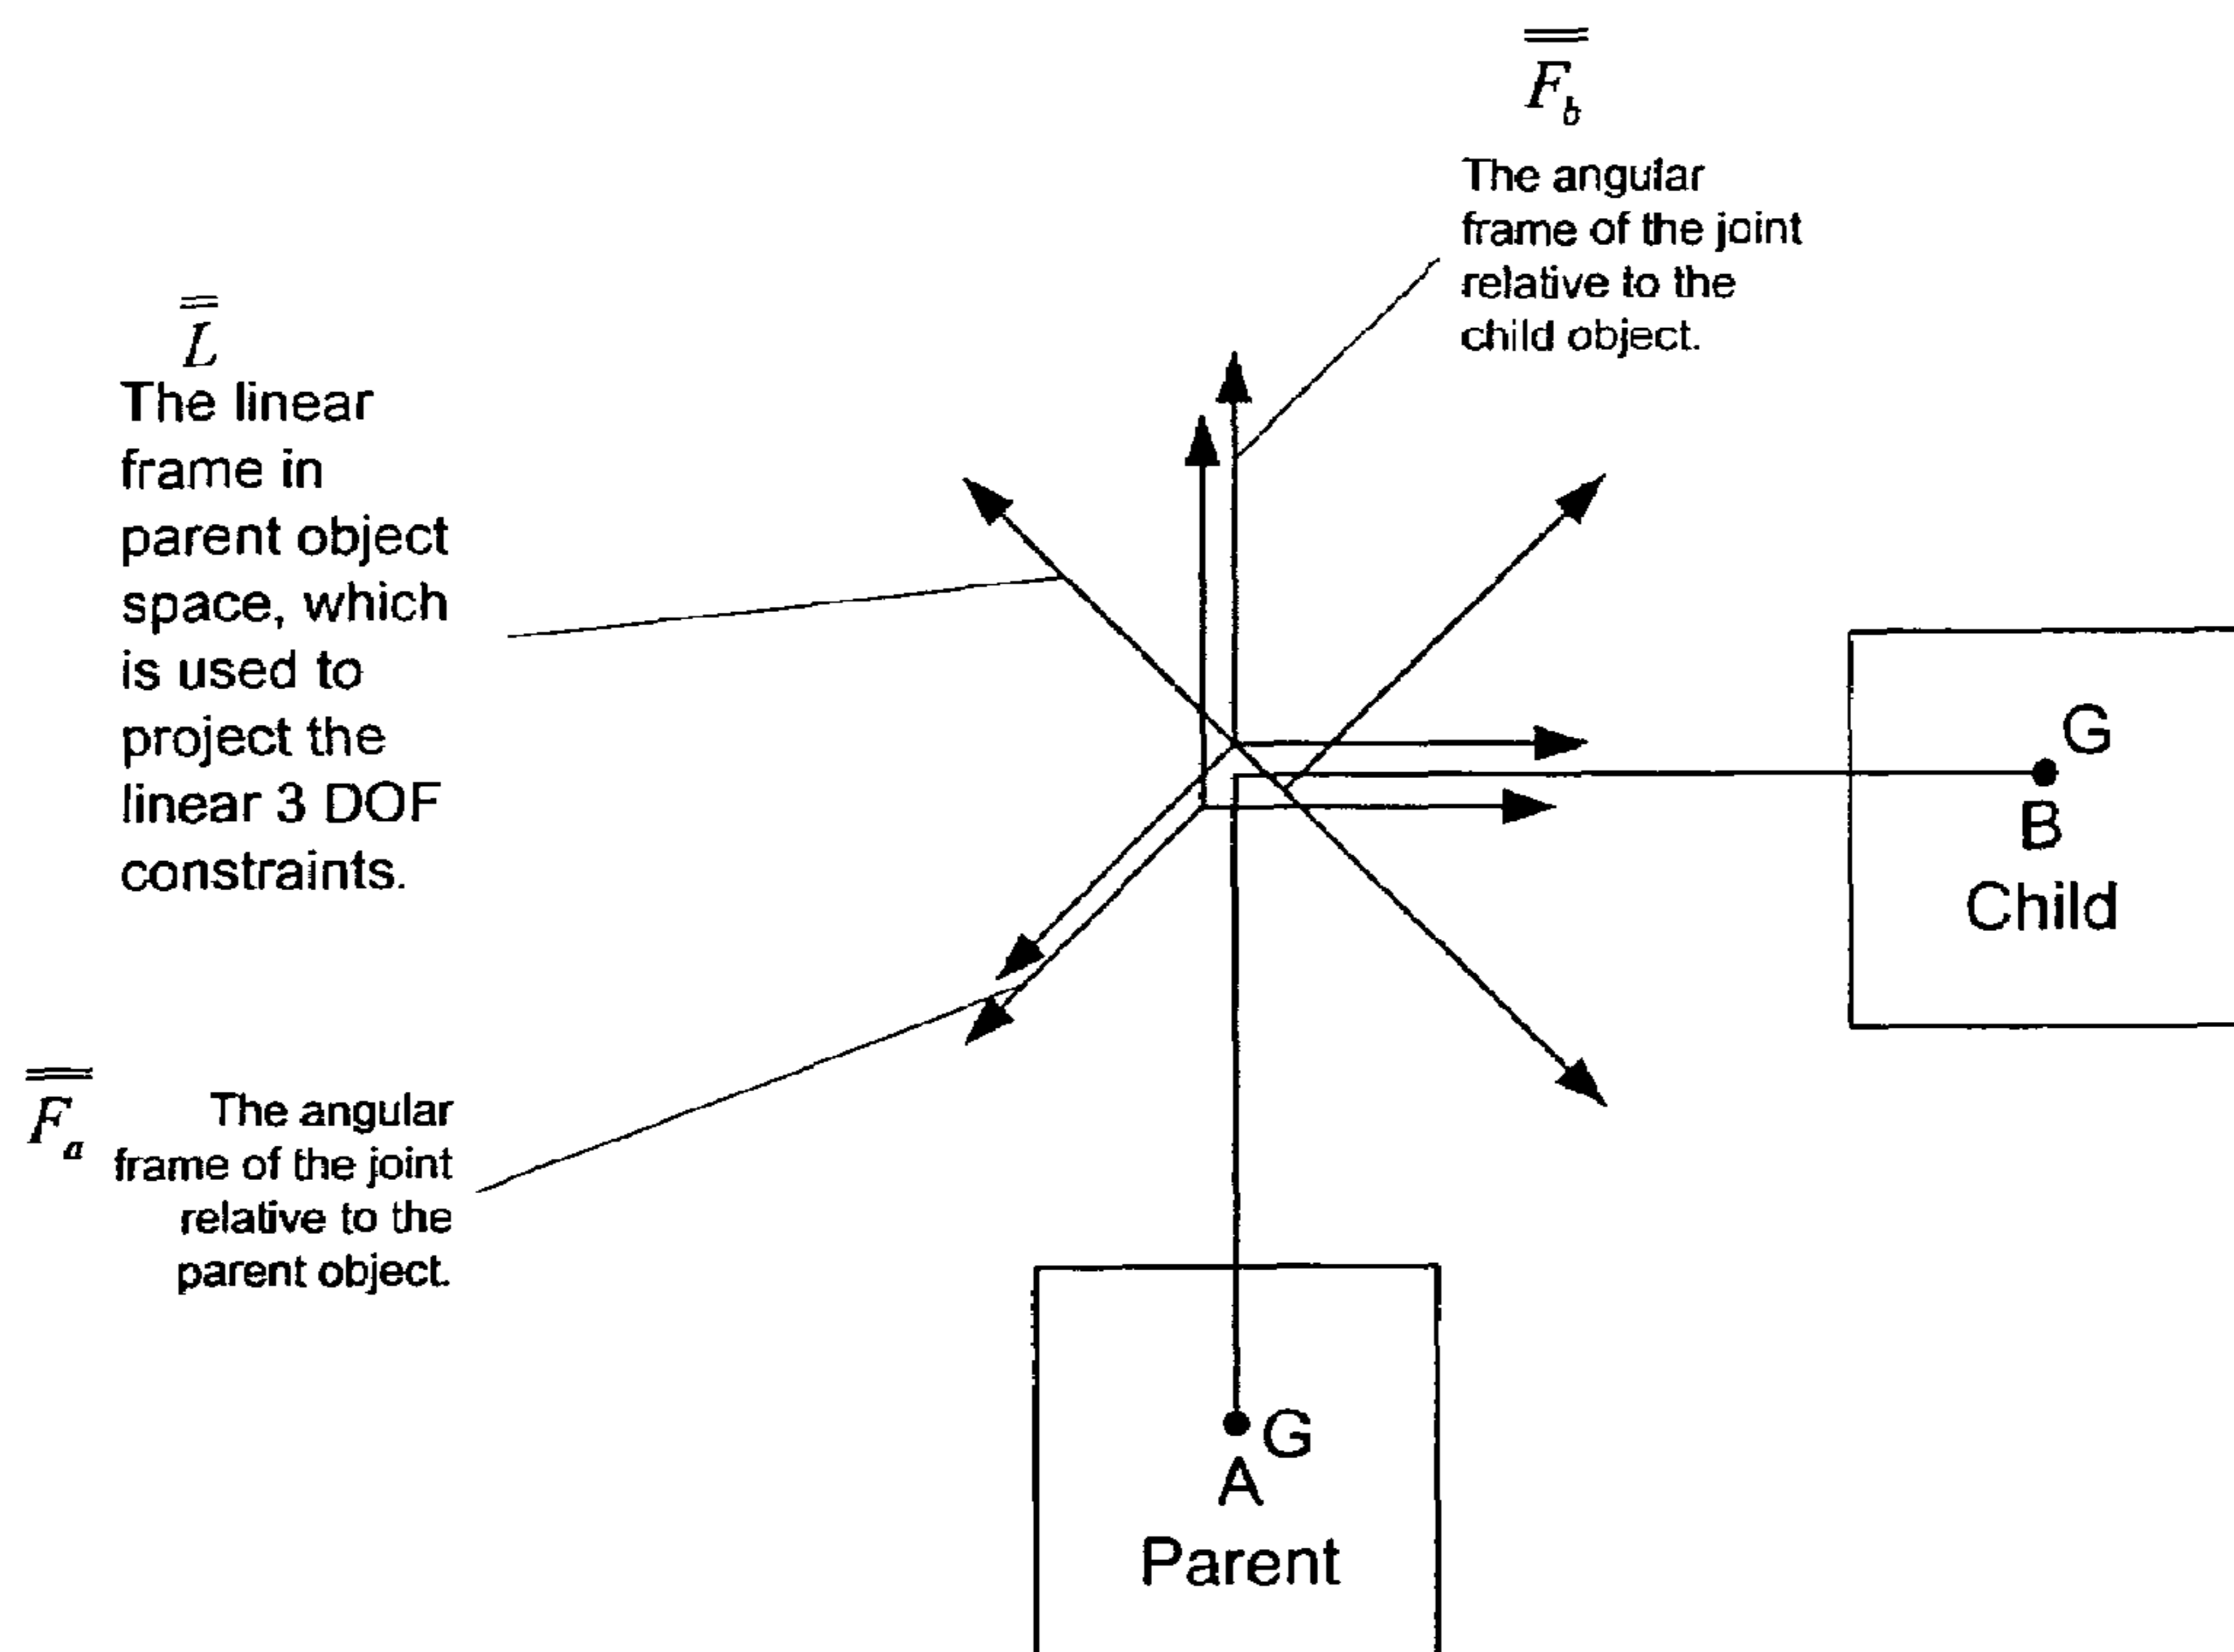 F_b
The angular
frame of the joint
relative to the
child object.
L
The linear
frame in
parent object
space, which
is used to
project the
linear 3 DOF
constraints.
G
B
Child
F_a
The angular
frame of the joint
relative to the
parent object.
G
A
Parent